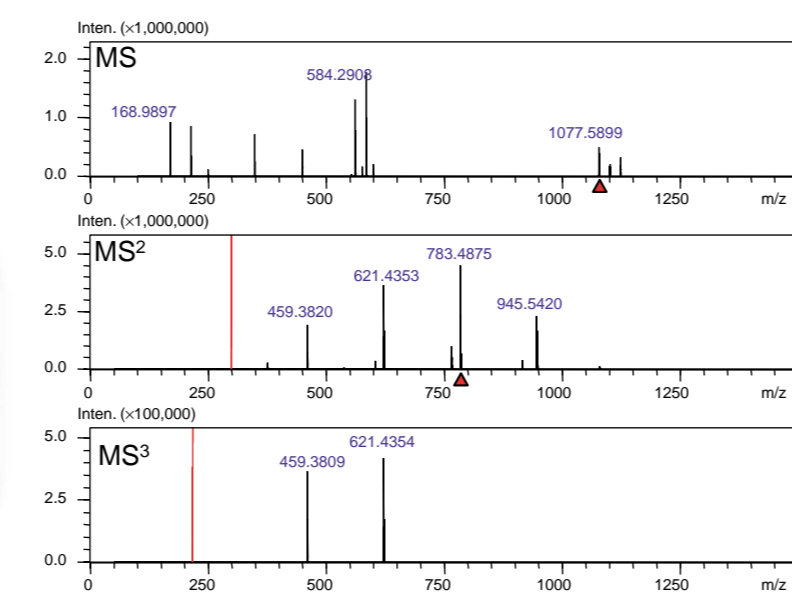 Inten. (×1,000,000)
MS
2.0
584.2908
168.9897
1.0
1077.5899
0.0
0 250 500 750 1000 1250 m/z
Inten. (×1,000,000)
MS²
5.0
783.4875
621.4353
459.3820
945.5420
2.5
0.0
0 250 500 750 1000 1250 m/z
Inten. (×100,000)
5.0
MS³
621.4354
459.3809
2.5
0.0
0 250 500 750 1000 1250 m/z